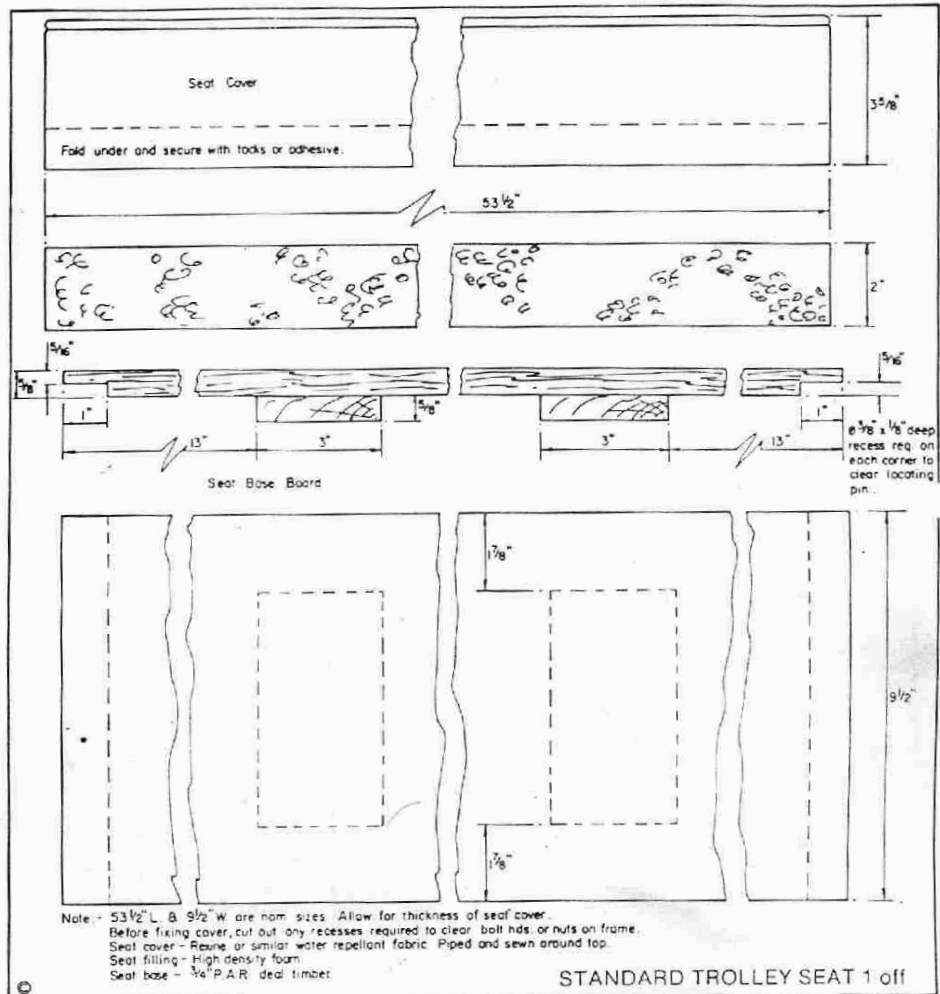 Seat Cover
3 5/8"
Fold under and secure with tacks or adhesive.
53 1/2"
2"
5/16"
5/8"
5/16"
1"
5/8"
1"
13"
3"
3"
13"
Ø 3/8" x 1/8" deep
recess req. on
each corner to
clear locating
pin.
Seat Base Board
1 7/8"
9 1/2"
1 7/8"
Note:- 53 1/2" L. & 9 1/2" W. are nom sizes. Allow for thickness of seat cover.
Before fixing cover, cut out any recesses required to clear bolt hds. or nuts on frame.
Seat cover - Rexine or similar water repellant fabric. Piped and sewn around top.
Seat filling - High density foam
Seat base - 3/4" P.A.R. deal timber
© STANDARD TROLLEY SEAT 1 off